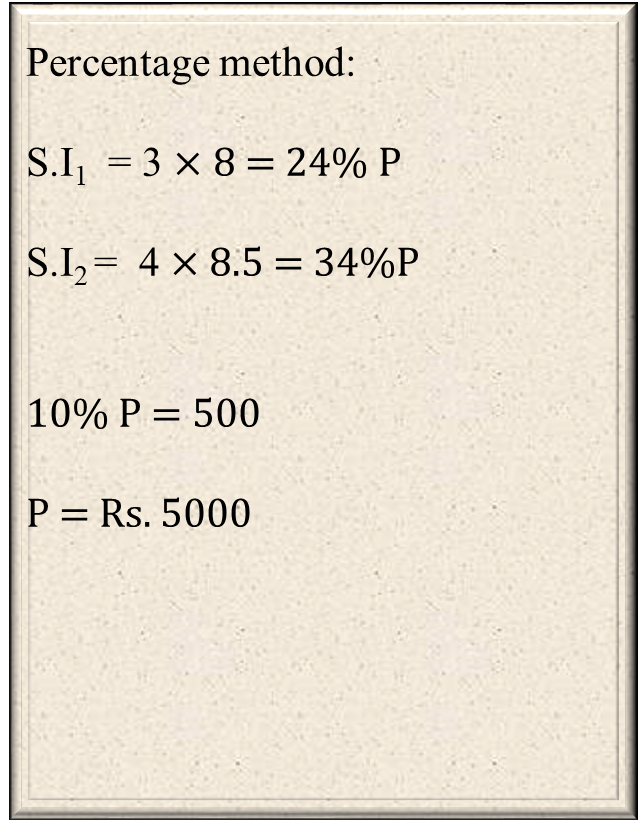 Percentage method:
S.I₁ = 3 × 8 = 24% P
S.I₂ = 4 × 8.5 = 34%P
10% P = 500
P = Rs. 5000